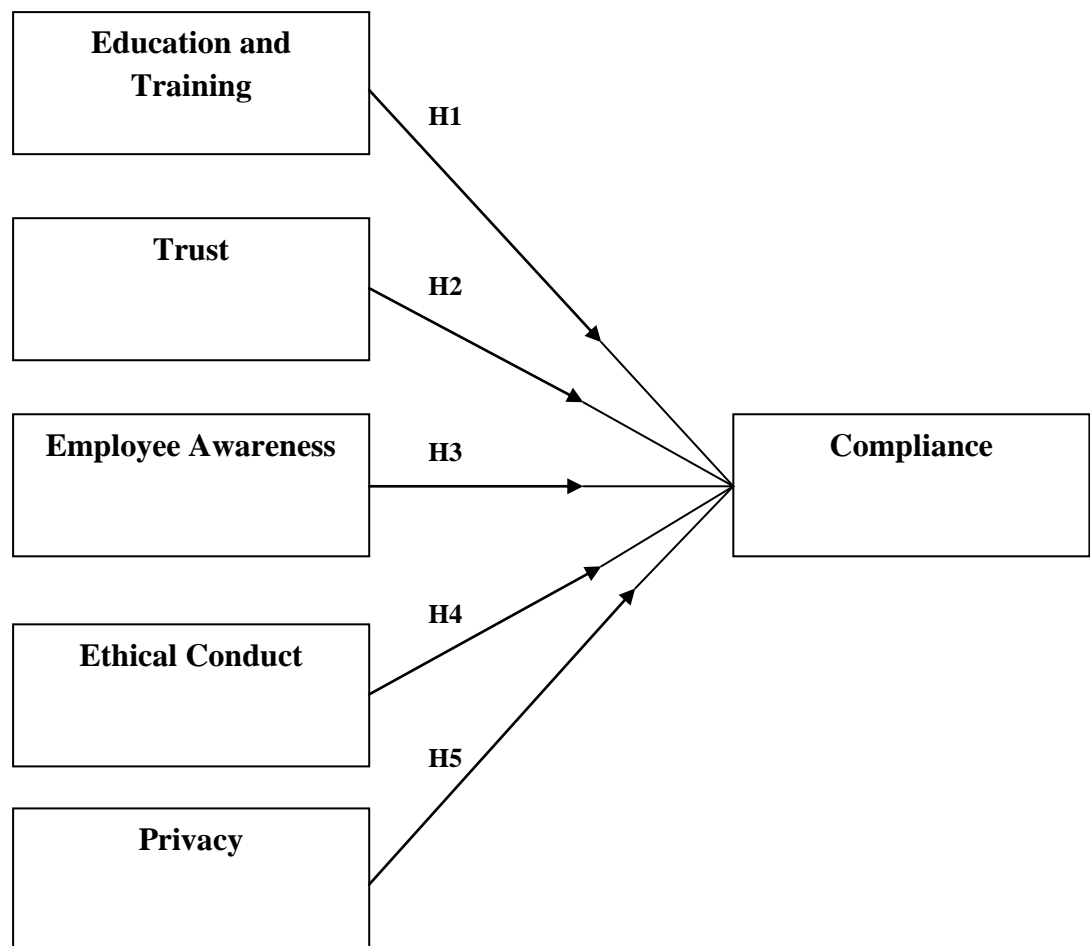 Education and
Training
H1
Trust
H2
Employee Awareness
H3
Compliance
Ethical Conduct
H4
Privacy
H5